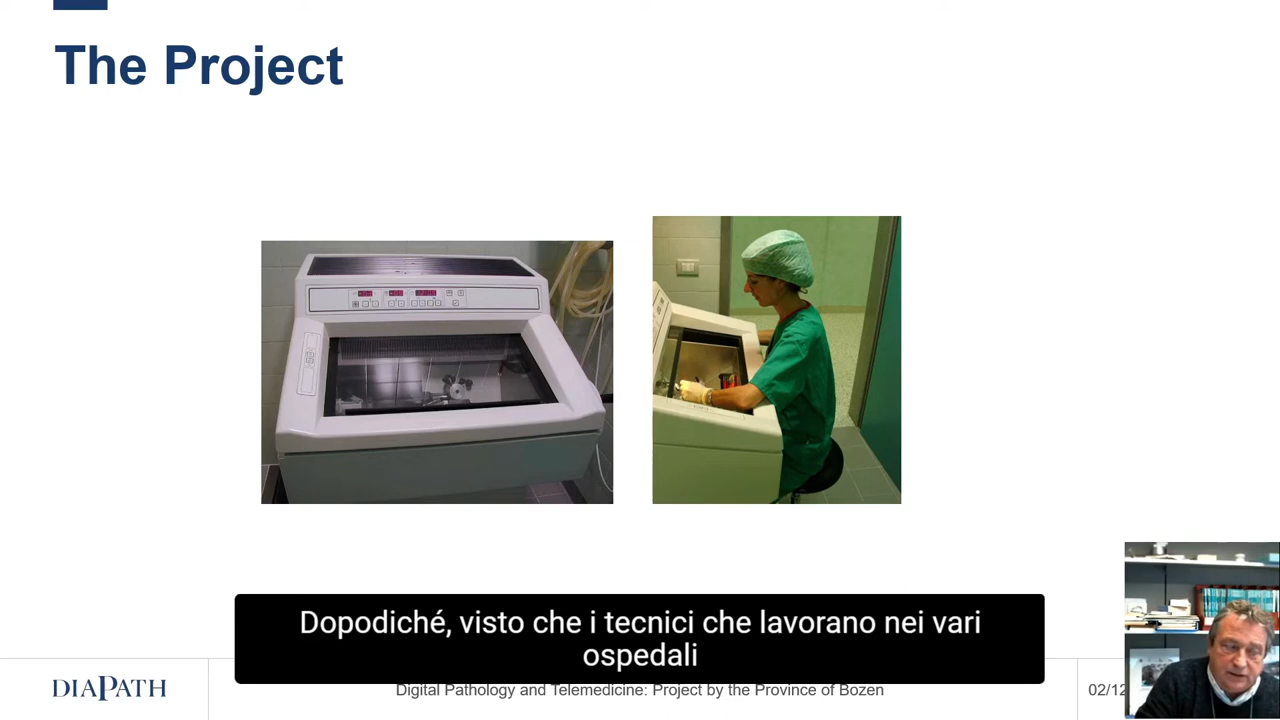 The Project
Dopodiché, visto che i tecnici che lavorano nei vari
ospedali
DIAPATH
Digital Pathology and Telemedicine: Project by the Province of Bozen
02/12